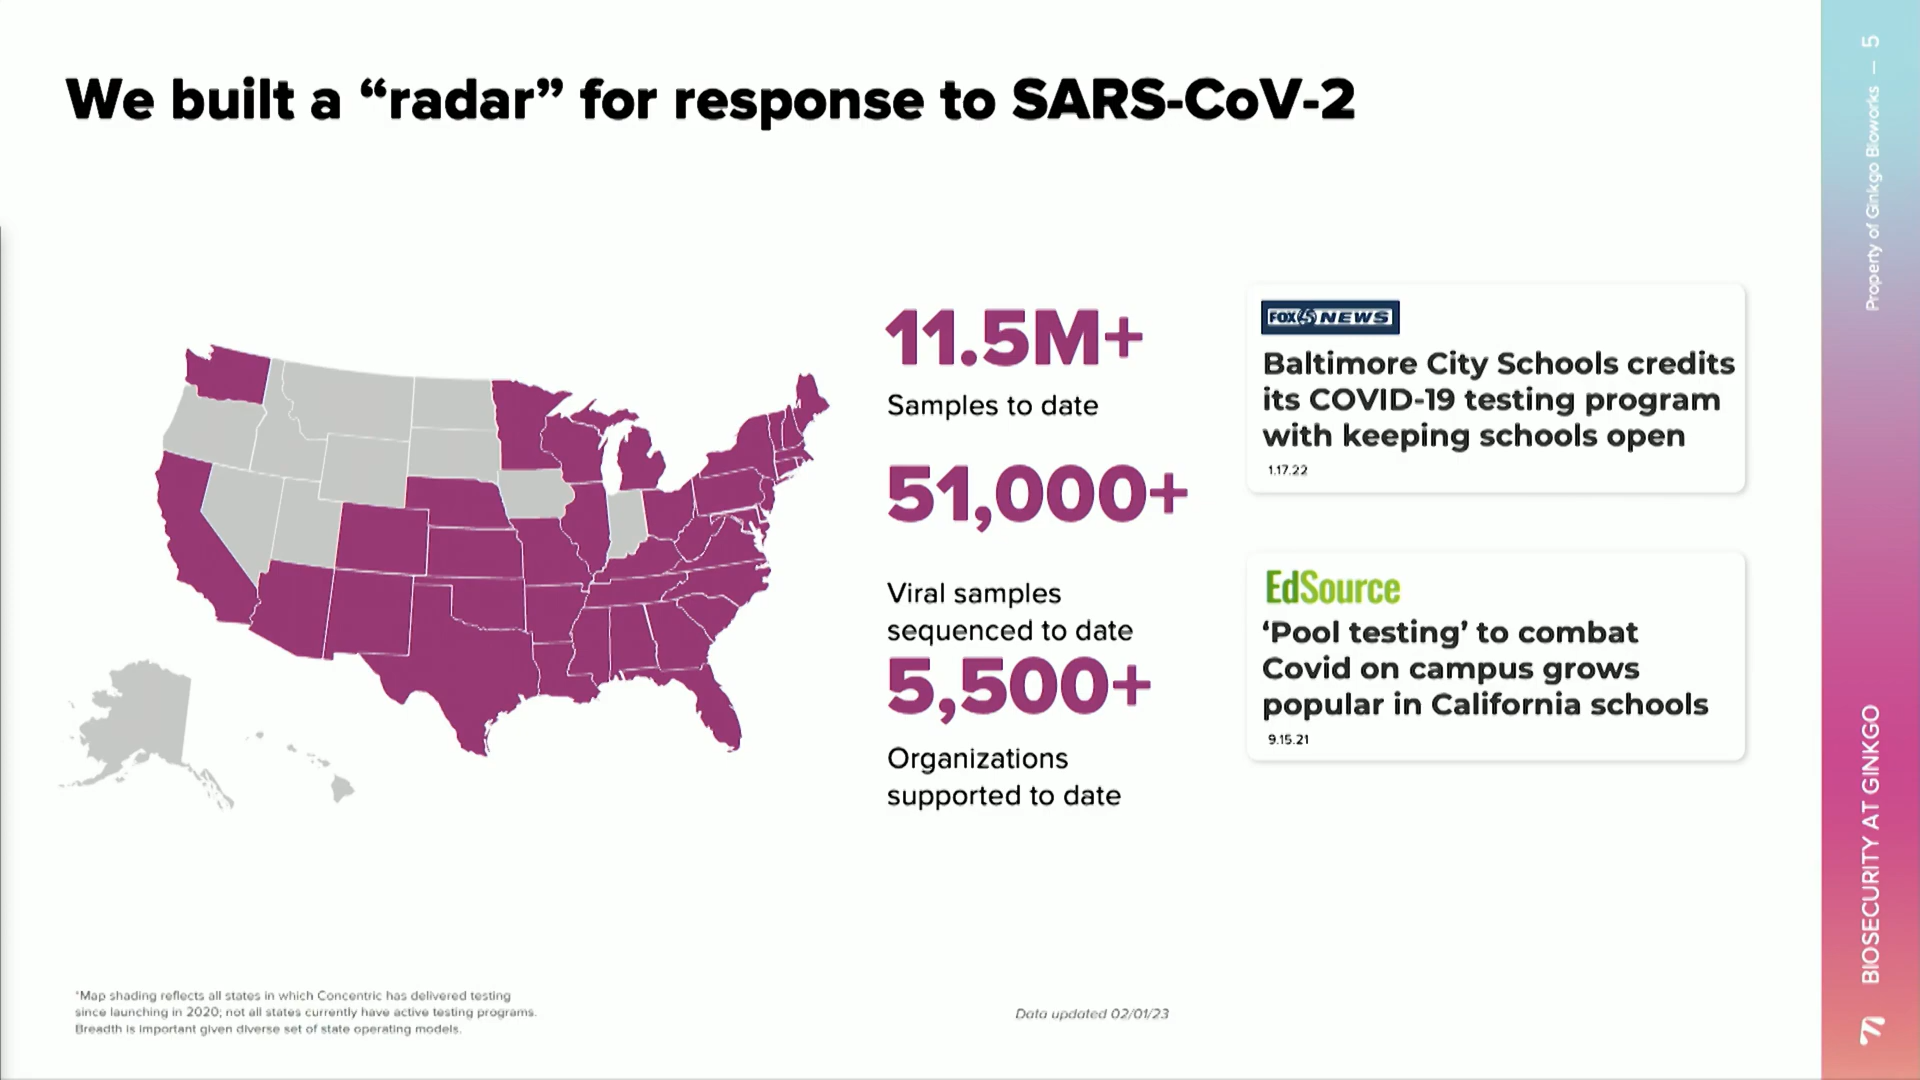 We built a “radar” for response to SARS-CoV-2
11.5M+
Samples to date
51,000+
Viral samples
sequenced to date
5,500+
Organizations
supported to date
FOX 45 NEWS
Baltimore City Schools credits
its COVID-19 testing program
with keeping schools open
1.17.22
EdSource
‘Pool testing’ to combat
Covid on campus grows
popular in California schools
9.15.21
*Map shading reflects all states in which Concentric has delivered testing
since launching in 2020; not all states currently have active testing programs.
Breadth is important given diverse set of state operating models.
Data updated 02/01/23
BIOSECURITY AT GINKGO
Property of Ginkgo Bioworks — 5